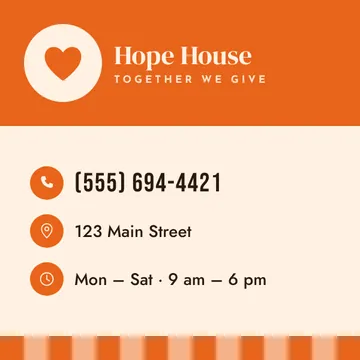 Hope House
TOGETHER WE GIVE
(555) 694-4421
123 Main Street
Mon – Sat · 9 am – 6 pm